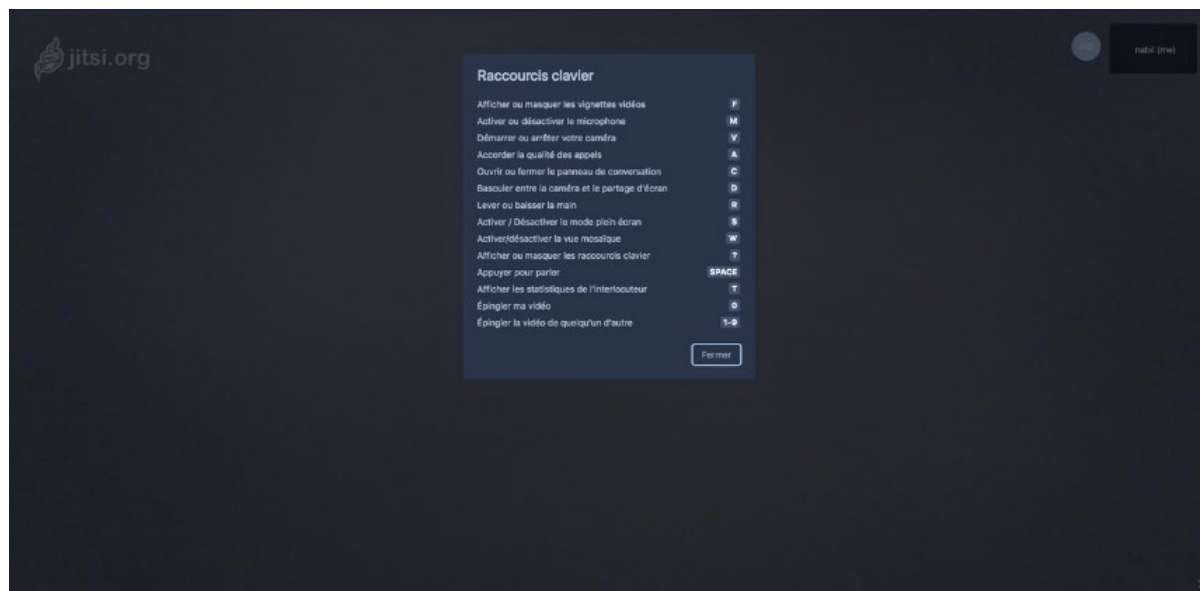 jitsi.org
nabil (me)
Raccourcis clavier
Afficher ou masquer les vignettes vidéos F
Activer ou désactiver le microphone M
Démarrer ou arrêter votre caméra V
Accorder la qualité des appels A
Ouvrir ou fermer le panneau de conversation C
Basculer entre la caméra et le partage d'écran D
Lever ou baisser la main R
Activer / Désactiver le mode plein écran S
Activer/désactiver la vue mosaïque W
Afficher ou masquer les raccourcis clavier ?
Appuyer pour parler SPACE
Afficher les statistiques de l'interlocuteur T
Épingler ma vidéo 0
Épingler la vidéo de quelqu'un d'autre 1-9
Fermer